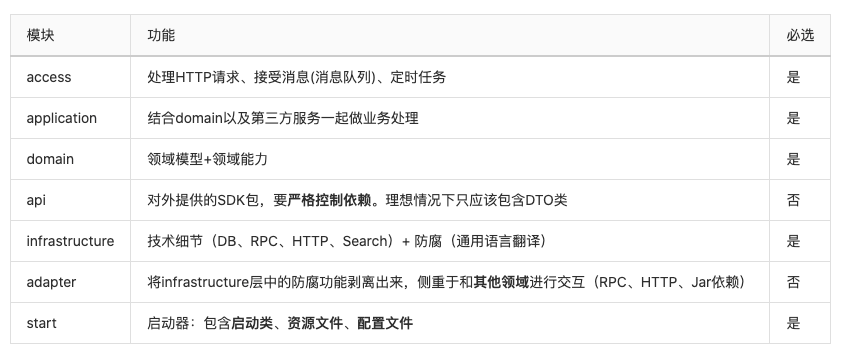 模块 功能 必选
access 处理HTTP请求、接受消息(消息队列)、定时任务 是
application 结合domain以及第三方服务一起做业务处理 是
domain 领域模型+领域能力 是
api 对外提供的SDK包，要严格控制依赖。理想情况下只应该包含DTO类 否
infrastructure 技术细节（DB、RPC、HTTP、Search）+ 防腐（通用语言翻译） 是
adapter 将infrastructure层中的防腐功能剥离出来，侧重于和其他领域进行交互（RPC、HTTP、Jar依赖） 否
start 启动器：包含启动类、资源文件、配置文件 是